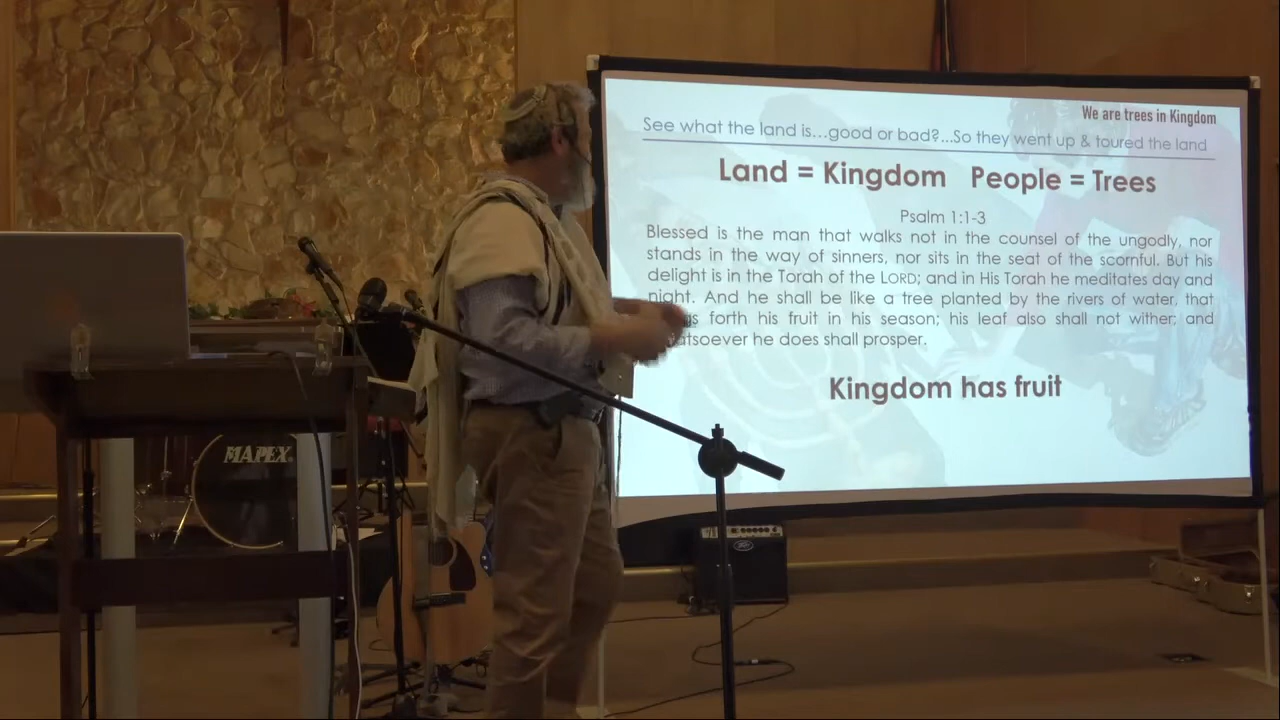 We are trees in Kingdom
See what the land is...good or bad?...So they went up & toured the land
Land = Kingdom People = Trees
Psalm 1:1-3
Blessed is the man that walks not in the counsel of the ungodly, nor
stands in the way of sinners, nor sits in the seat of the scornful. But his
delight is in the Torah of the LORD; and in His Torah he meditates day and
night. And he shall be like a tree planted by the rivers of water, that
forth his fruit in his season; his leaf also shall not wither; and
he does shall prosper.
Kingdom has fruit
MAPEX